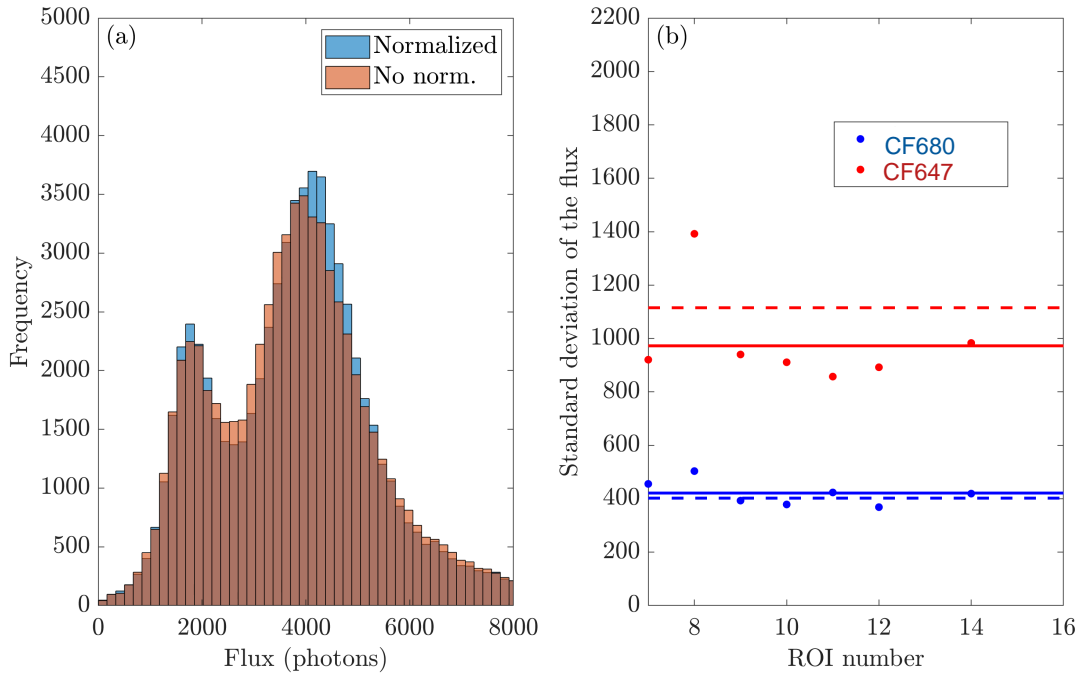 (a)
Normalized
No norm.
5000
4500
4000
3500
3000
2500
2000
1500
1000
500
0
Frequency
0 2000 4000 6000 8000
Flux (photons)
(b)
CF680
CF647
2200
2000
1800
1600
1400
1200
1000
800
600
400
200
0
Standard deviation of the flux
8 10 12 14 16
ROI number